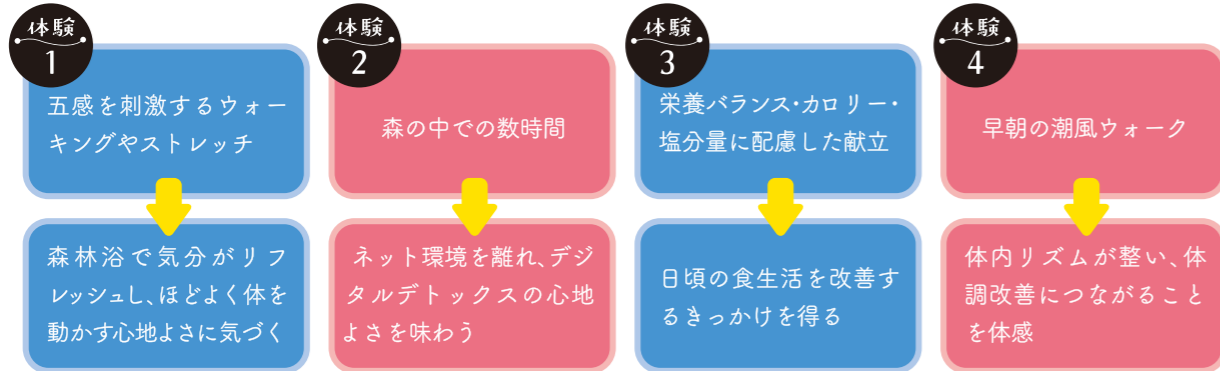 体験
1
五感を刺激するウォー
キングやストレッチ
森林浴で気分がリフ
レッシュし、ほどよく体を
動かす心地よさに気づく
体験
2
森の中での数時間
ネット環境を離れ、デジ
タルデトックスの心地
よさを味わう
体験
3
栄養バランス・カロリー・
塩分量に配慮した献立
日頃の食生活を改善す
るきっかけを得る
体験
4
早朝の潮風ウォーク
体内リズムが整い、体
調改善につながること
を体感